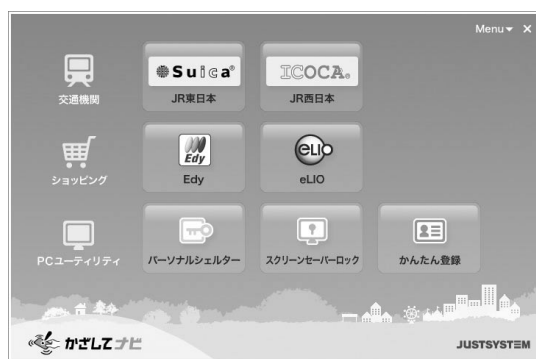 Menu
Suica
ICOCA
交通機関
JR東日本
JR西日本
Edy
eLIO
ショッピング
Edy
eLIO
PCユーティリティ
パーソナルシェルター
スクリーンセーバーロック
かんたん登録
かざしてナビ
JUSTSYSTEM